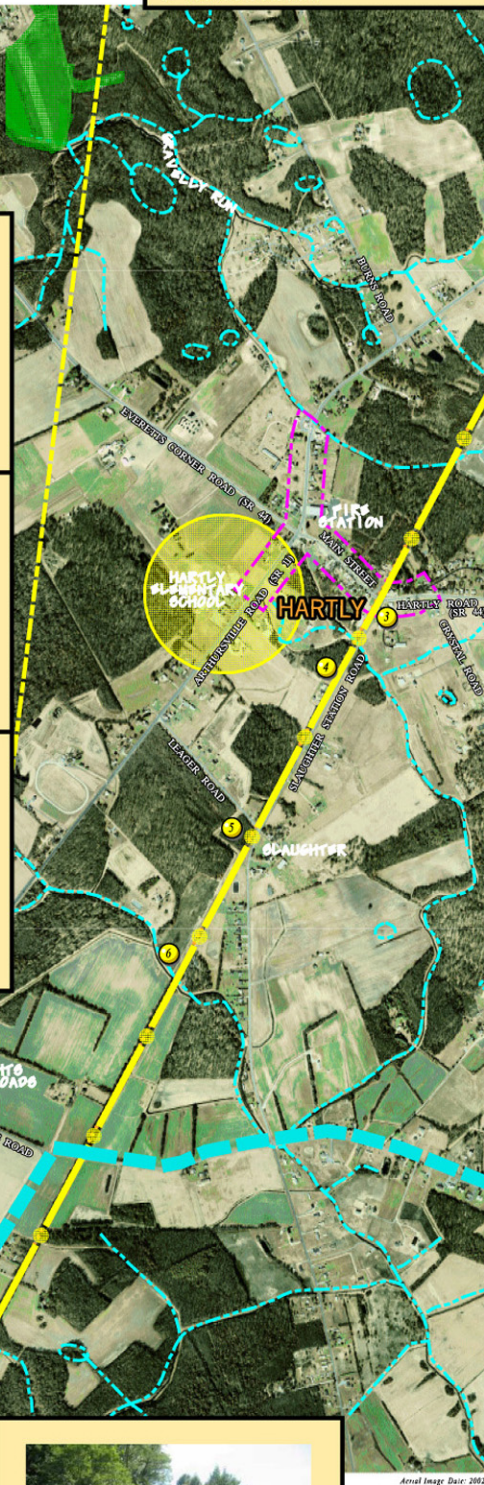 GRAVELLY RUN
BURNS ROAD
EVERETTS CORNER ROAD (SR 44)
FIRE
STATION
MAIN STREET
HARTLY
ELEMENTARY
SCHOOL
ARTHURSVILLE ROAD (SR 11)
HARTLY
HARTLY ROAD
(SR 44)
3
CRYSTAL ROAD
4
SLAUGHTER STATION ROAD
LEAGER ROAD
5
SLAUGHTER
6
ROAD
Aerial Image Date: 2002